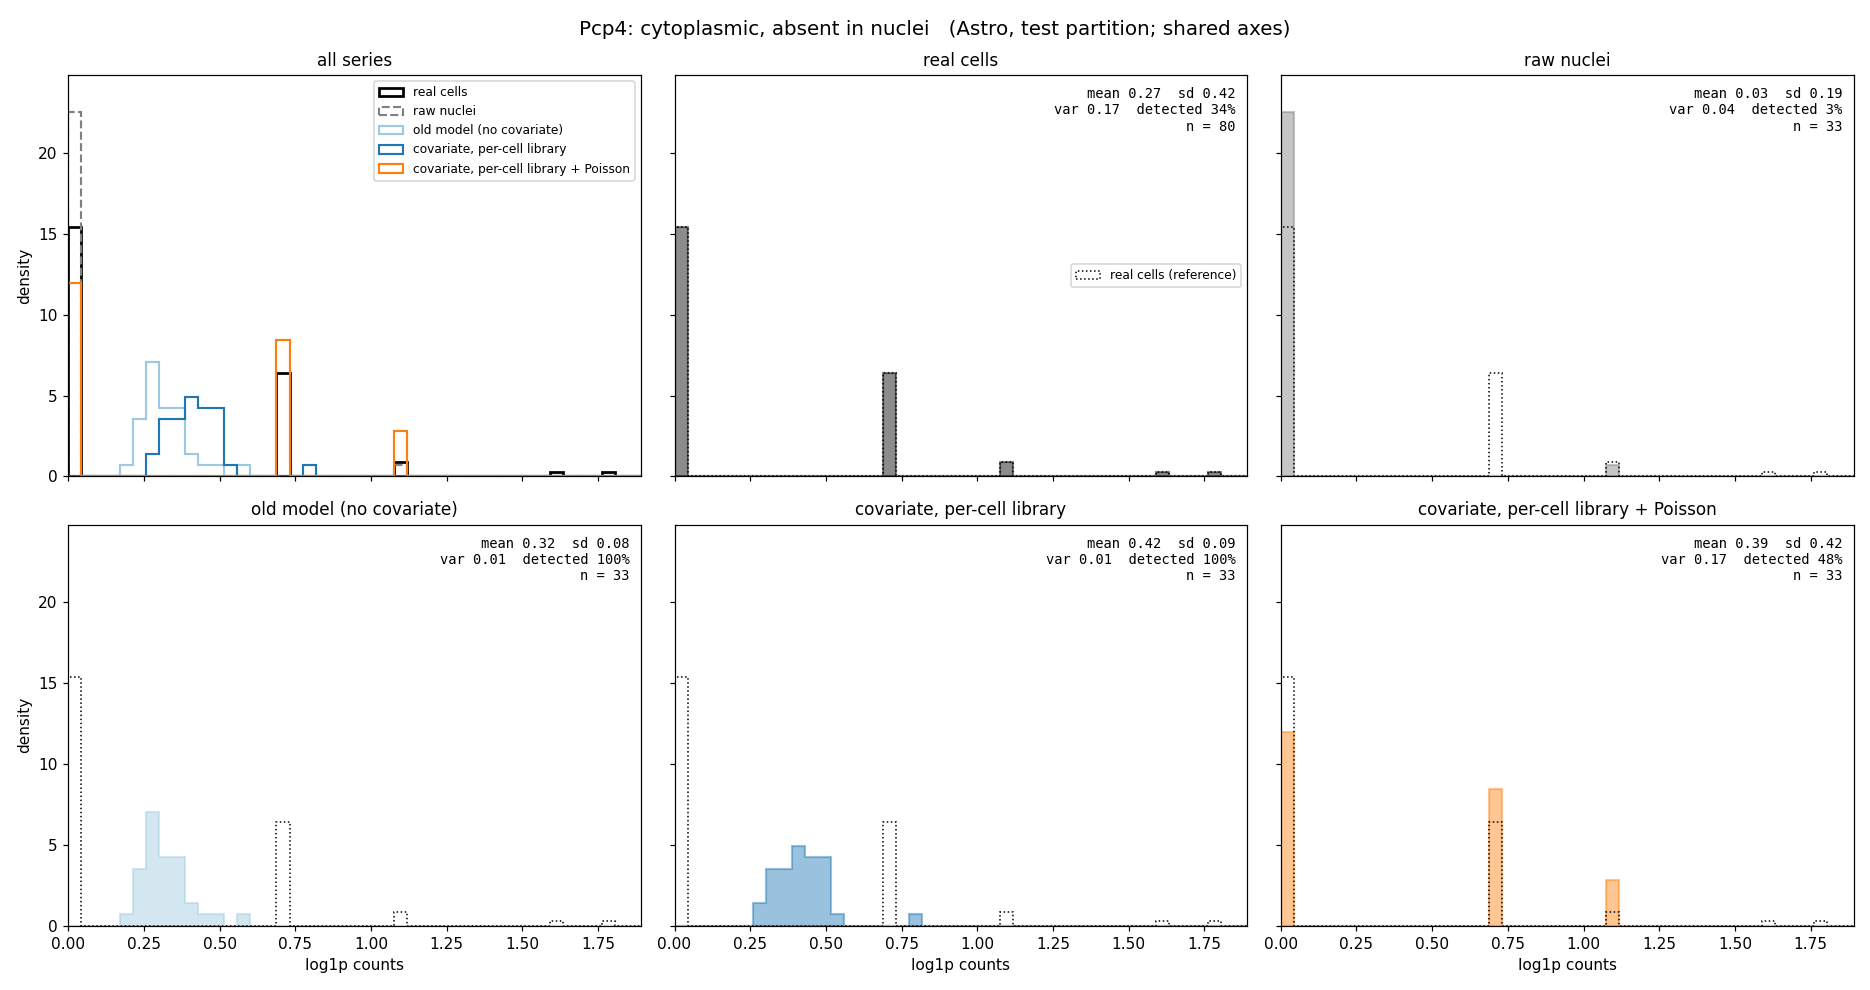 Pcp4: cytoplasmic, absent in nuclei (Astro, test partition; shared axes)
all series
real cells
raw nuclei
old model (no covariate)
covariate, per-cell library
covariate, per-cell library + Poisson
density
20
15
10
5
0
real cells
mean 0.27 sd 0.42
var 0.17 detected 34%
n = 80
real cells (reference)
raw nuclei
mean 0.03 sd 0.19
var 0.04 detected 3%
n = 33
old model (no covariate)
mean 0.32 sd 0.08
var 0.01 detected 100%
n = 33
density
20
15
10
5
0
0.00 0.25 0.50 0.75 1.00 1.25 1.50 1.75
log1p counts
covariate, per-cell library
mean 0.42 sd 0.09
var 0.01 detected 100%
n = 33
0.00 0.25 0.50 0.75 1.00 1.25 1.50 1.75
log1p counts
covariate, per-cell library + Poisson
mean 0.39 sd 0.42
var 0.17 detected 48%
n = 33
0.00 0.25 0.50 0.75 1.00 1.25 1.50 1.75
log1p counts